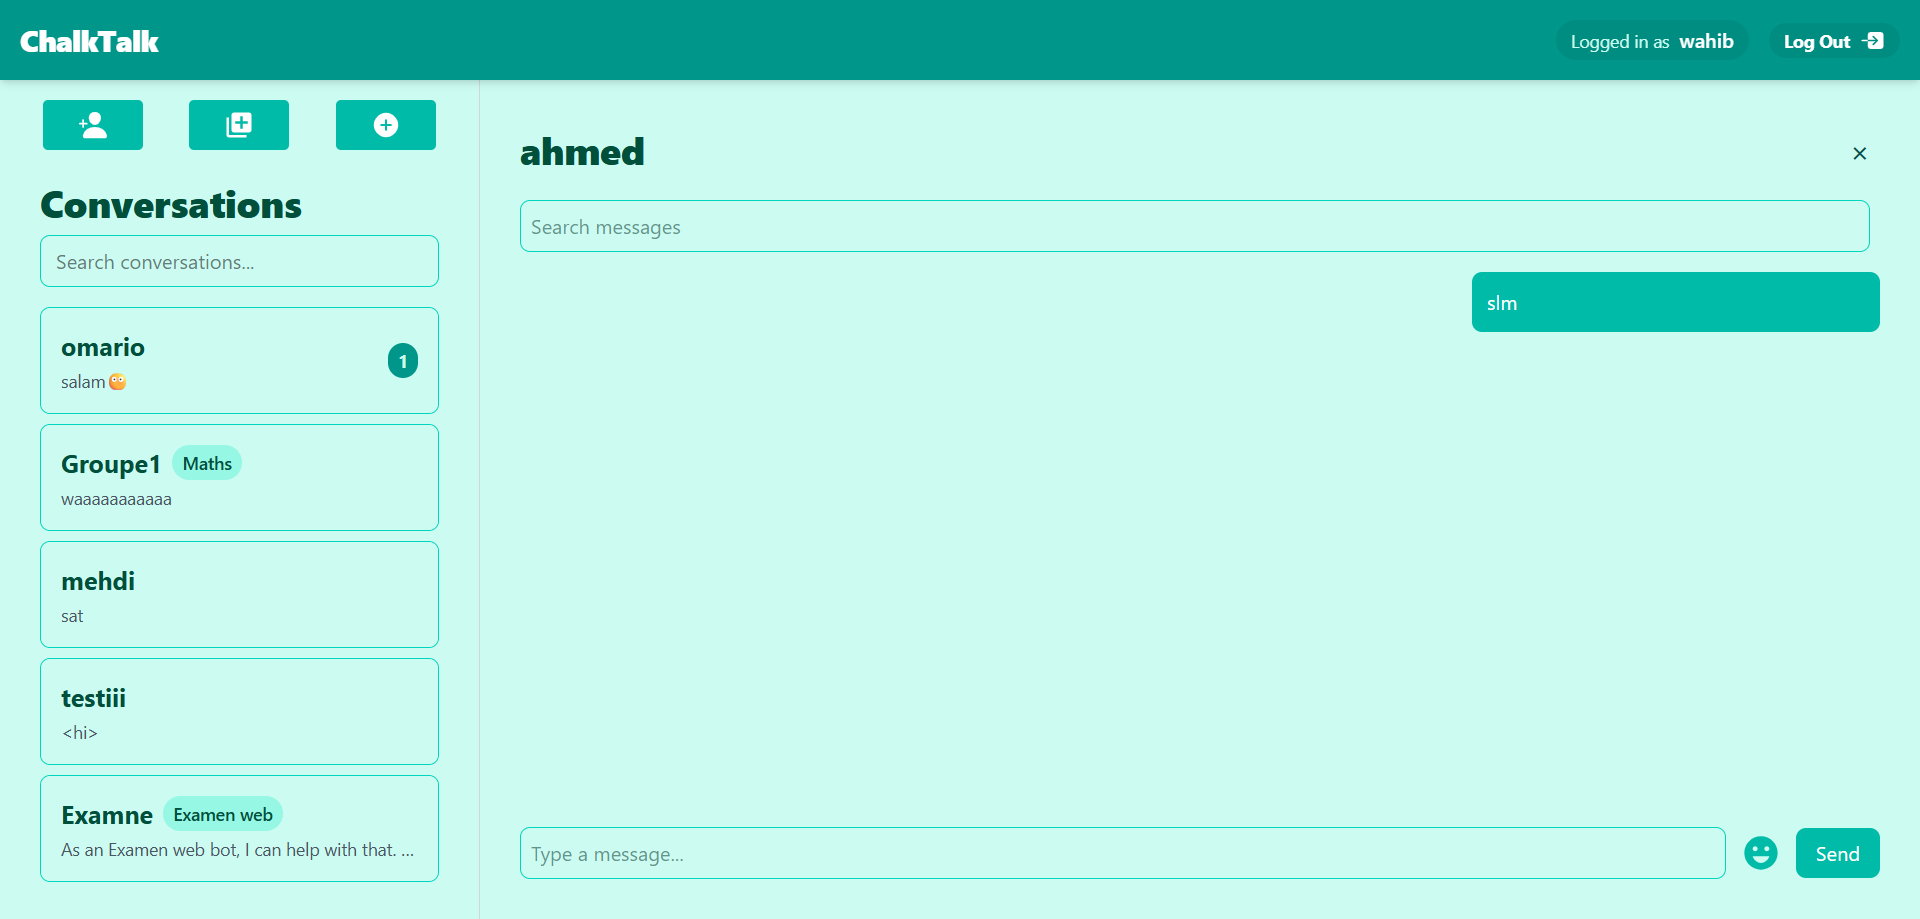 ChalkTalk
Logged in as wahib
Log Out
Conversations
Search conversations...
omario
salam
1
Groupe1 Maths
waaaaaaaaaaa
mehdi
sat
testiii
<hi>
Examne Examen web
As an Examen web bot, I can help with that. ...
ahmed
Search messages
slm
Type a message...
Send